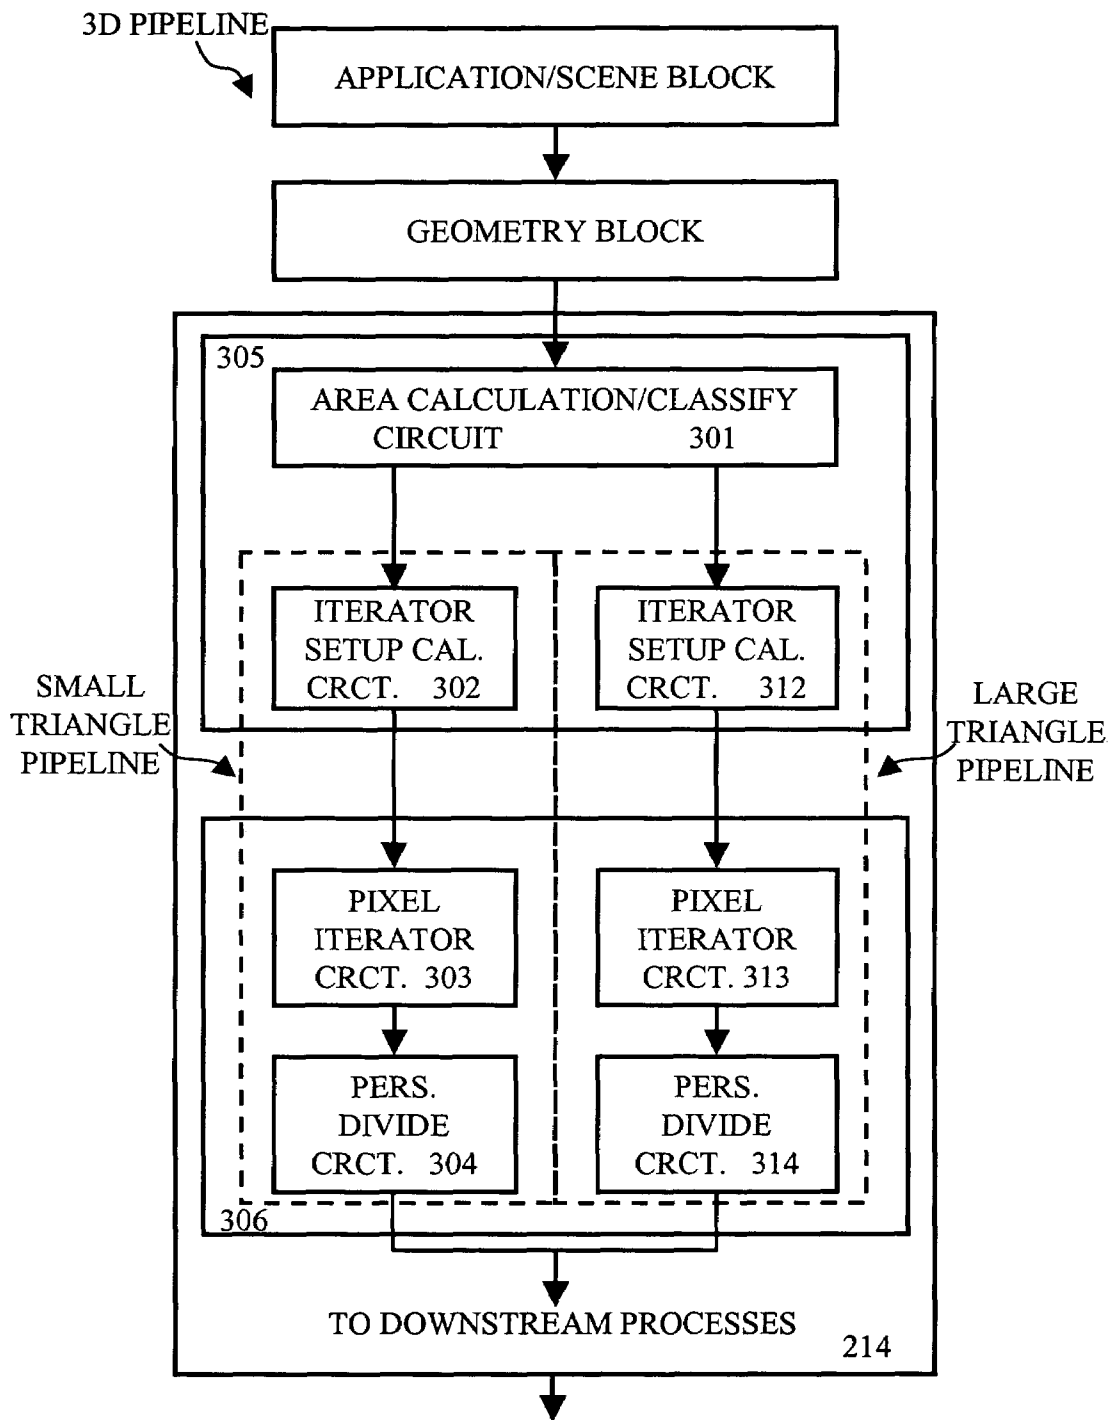 3D PIPELINE
APPLICATION/SCENE BLOCK
GEOMETRY BLOCK
305
AREA CALCULATION/CLASSIFY
CIRCUIT 301
ITERATOR
SETUP CAL.
CRCT. 302
ITERATOR
SETUP CAL.
CRCT. 312
SMALL
TRIANGLE
PIPELINE
LARGE
TRIANGLE
PIPELINE
PIXEL
ITERATOR
CRCT. 303
PIXEL
ITERATOR
CRCT. 313
PERS.
DIVIDE
CRCT. 304
PERS.
DIVIDE
CRCT. 314
306
TO DOWNSTREAM PROCESSES
214